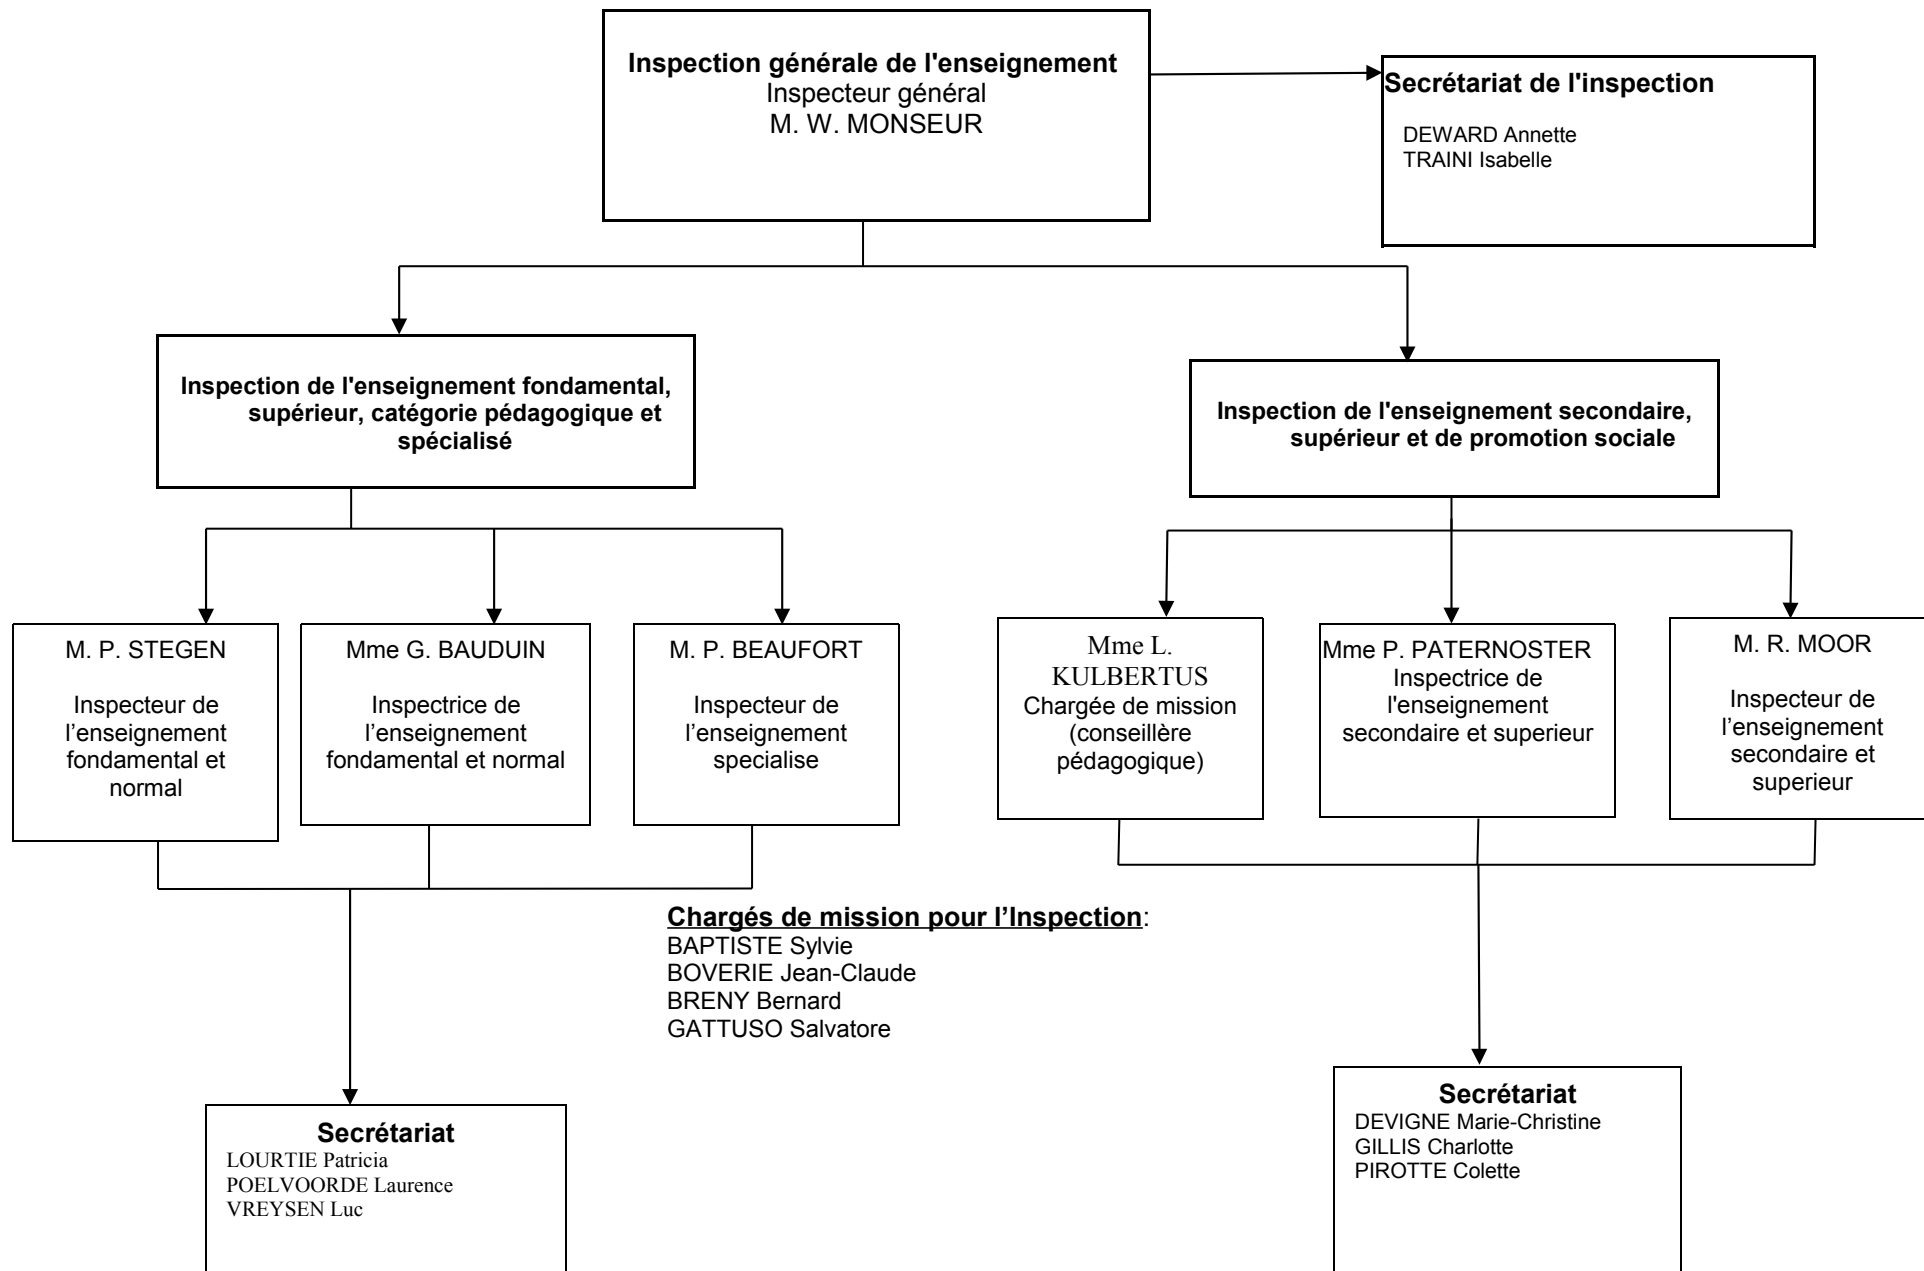 Inspection générale de l'enseignement
Inspecteur général
M. W. MONSEUR
Secrétariat de l'inspection
DEWARD Annette
TRAINI Isabelle
Inspection de l'enseignement fondamental,
supérieur, catégorie pédagogique et
spécialisé
Inspection de l'enseignement secondaire,
supérieur et de promotion sociale
M. P. STEGEN
Inspecteur de
l’enseignement
fondamental et
normal
Mme G. BAUDUIN
Inspectrice de
l’enseignement
fondamental et normal
M. P. BEAUFORT
Inspecteur de
l’enseignement
specialise
Mme L.
KULBERTUS
Chargée de mission
(conseillère
pédagogique)
Mme P. PATERNOSTER
Inspectrice de
l'enseignement
secondaire et superieur
M. R. MOOR
Inspecteur de
l’enseignement
secondaire et
superieur
Chargés de mission pour l’Inspection:
BAPTISTE Sylvie
BOVERIE Jean-Claude
BRENY Bernard
GATTUSO Salvatore
Secrétariat
LOURTIE Patricia
POELVOORDE Laurence
VREYSEN Luc
Secrétariat
DEVIGNE Marie-Christine
GILLIS Charlotte
PIROTTE Colette